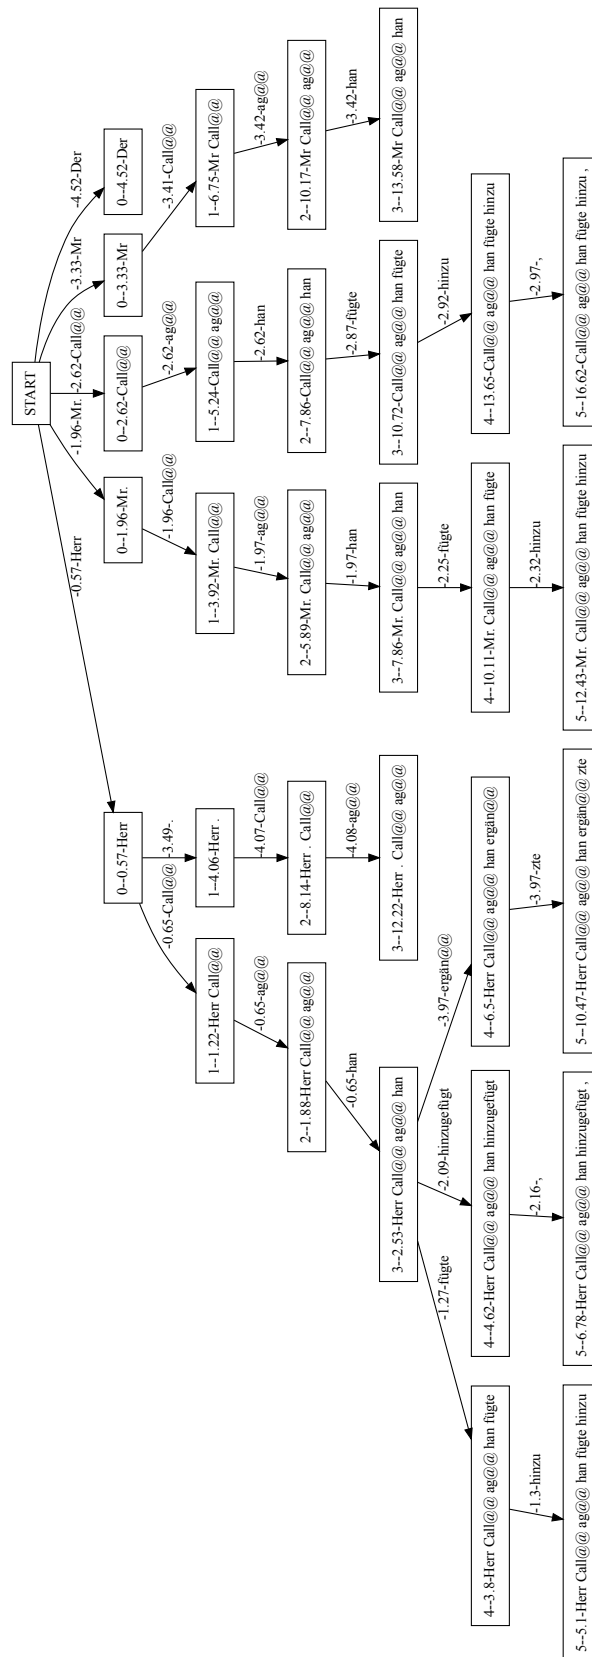 START
-0.57-Herr
-1.96-Mr.
-2.62-Call@@
-3.33-Mr
-4.52-Der
0--0.57-Herr
0--1.96-Mr.
0--2.62-Call@@
0--3.33-Mr
0--4.52-Der
-0.65-Call@@
-3.49-.
-1.96-Call@@
-2.62-ag@@
-3.41-Call@@
1--1.22-Herr Call@@
1--4.06-Herr .
1--3.92-Mr. Call@@
1--5.24-Call@@ ag@@
1--6.75-Mr Call@@
-0.65-ag@@
-4.07-Call@@
-1.97-ag@@
-2.62-han
-3.42-ag@@
2--1.88-Herr Call@@ ag@@
2--8.14-Herr . Call@@
2--5.89-Mr. Call@@ ag@@
2--7.86-Call@@ ag@@ han
2--10.17-Mr Call@@ ag@@
-0.65-han
-4.08-ag@@
-1.97-han
-2.87-fügte
-3.42-han
3--2.53-Herr Call@@ ag@@ han
3--12.22-Herr . Call@@ ag@@
3--7.86-Mr. Call@@ ag@@ han
3--10.72-Call@@ ag@@ han fügte
3--13.58-Mr Call@@ ag@@ han
-1.27-fügte
-2.09-hinzugefügt
-3.97-ergän@@
-2.25-fügte
-2.92-hinzu
4--3.8-Herr Call@@ ag@@ han fügte
4--4.62-Herr Call@@ ag@@ han hinzugefügt
4--6.5-Herr Call@@ ag@@ han ergän@@
4--10.11-Mr. Call@@ ag@@ han fügte
4--13.65-Call@@ ag@@ han fügte hinzu
-1.3-hinzu
-2.16-,
-3.97-zte
-2.32-hinzu
-2.97-,
5--5.1-Herr Call@@ ag@@ han fügte hinzu
5--6.78-Herr Call@@ ag@@ han hinzugefügt ,
5--10.47-Herr Call@@ ag@@ han ergän@@ zte
5--12.43-Mr. Call@@ ag@@ han fügte hinzu
5--16.62-Call@@ ag@@ han fügte hinzu ,